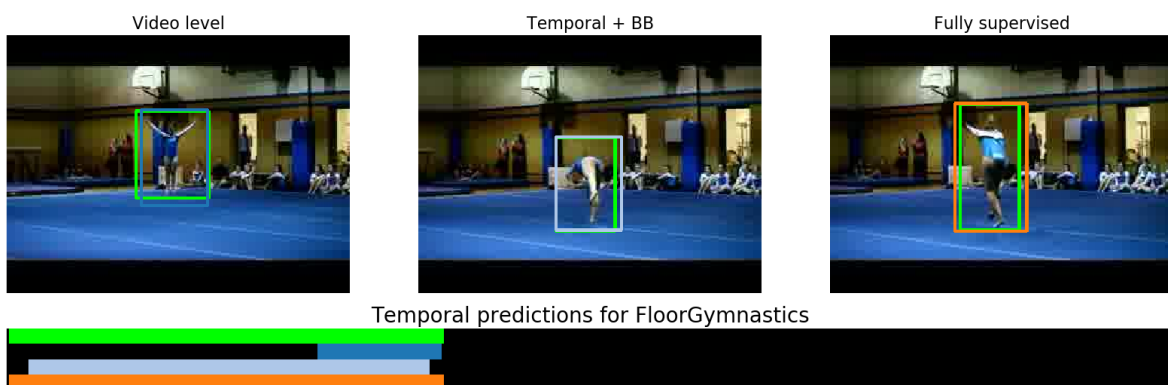 Video level
Temporal + BB
Fully supervised
Temporal predictions for FloorGymnastics